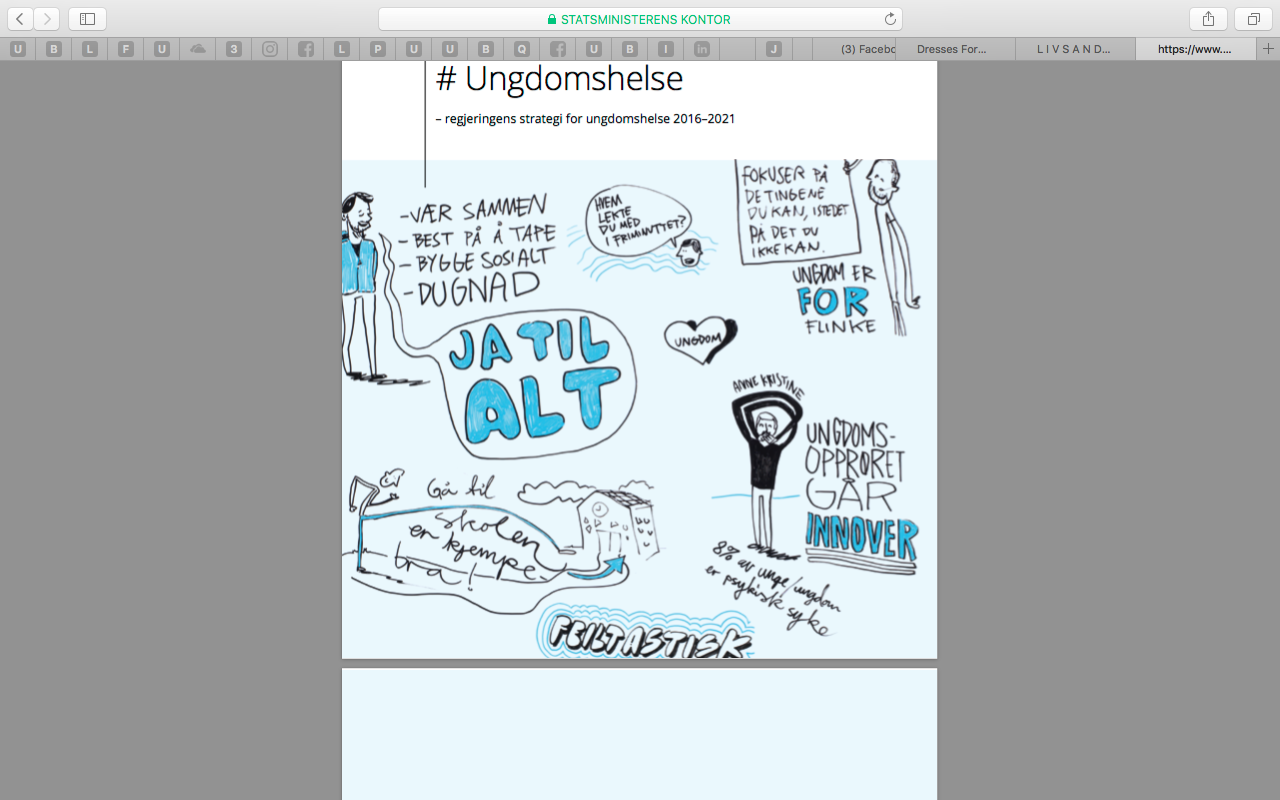 STATSMINISTERENS KONTOR
U B L F U 3 L P U U B Q U B I in J
(3) Facebo
Dresses For...
L I V S A N D...
https://www....
# Ungdomshelse
– regjeringens strategi for ungdomshelse 2016–2021
-VÆR SAMMEN
-BEST PÅ Å TAPE
-BYGGE SOSIALT
-DUGNAD
JA TIL
ALT
HVEM
LEKTE
DU MED
I FRIMINUTTET?
FOKUSER PÅ
DE TINGENE
DU KAN, ISTEDET
PÅ DET DU
IKKE KAN.
UNGDOM ER
FOR
FLINKE
UNGDOM
ANNE KRISTINE
UNGDOMS-
OPPRØRET
GÅR
INNOVER
Gå til
skolen
er kjempe-
bra!
8% av unge/ungdom
er psykisk syke
FEILTASTISK